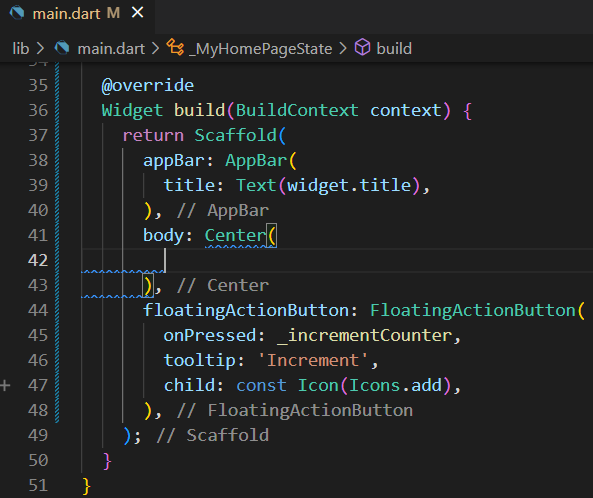 main.dart M
lib > main.dart > _MyHomePageState > build
34
35 @override
36 Widget build(BuildContext context) {
37 return Scaffold(
38 appBar: AppBar(
39 title: Text(widget.title),
40 ), // AppBar
41 body: Center(
42
43 ), // Center
44 floatingActionButton: FloatingActionButton(
45 onPressed: _incrementCounter,
46 tooltip: 'Increment',
47 child: const Icon(Icons.add),
48 ), // FloatingActionButton
49 ); // Scaffold
50 }
51 }